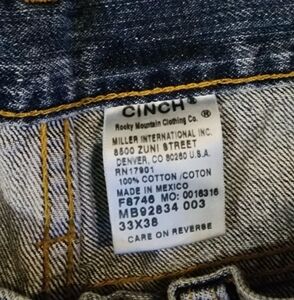 CINCH®
Rocky Mountain Clothing Co.
MILLER INTERNATIONAL INC.
8500 ZUNI STREET
DENVER, CO 80260 U.S.A.
RN17901
100% COTTON /COTON
MADE IN MEXICO
F8746 MO: 0016316
MB92834 003
33X38
CARE ON REVERSE